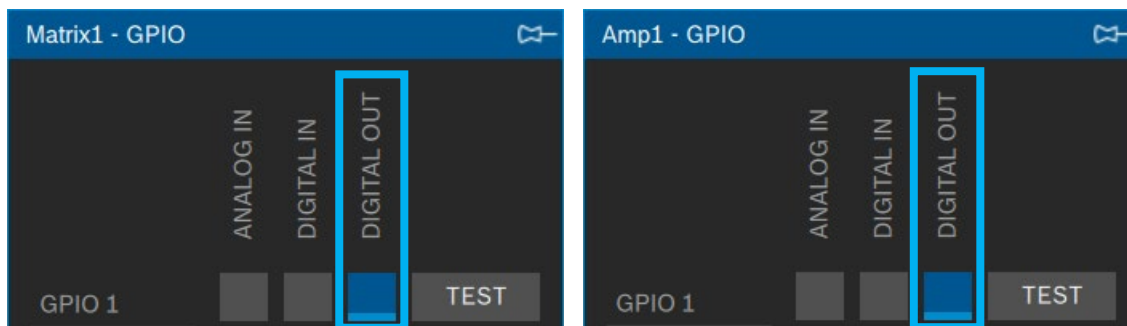 Matrix1 - GPIO
ANALOG IN
DIGITAL IN
DIGITAL OUT
GPIO 1
TEST
Amp1 - GPIO
ANALOG IN
DIGITAL IN
DIGITAL OUT
GPIO 1
TEST